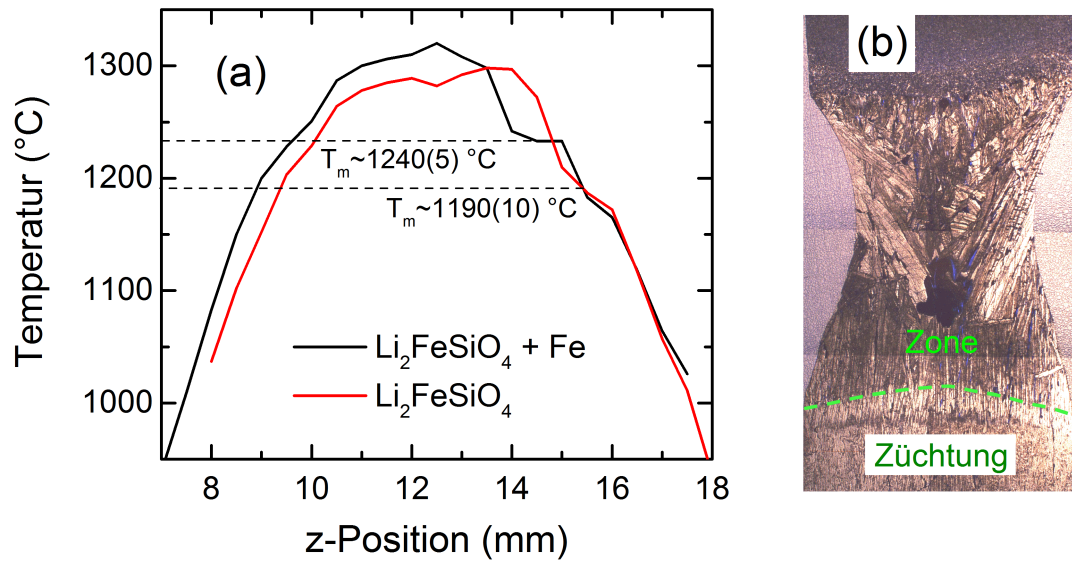 (a)
(b)
1300
1200
1100
1000
Temperatur (°C)
Tm~1240(5) °C
Tm~1190(10) °C
Li2FeSiO4 + Fe
Li2FeSiO4
8 10 12 14 16 18
z-Position (mm)
Zone
Züchtung